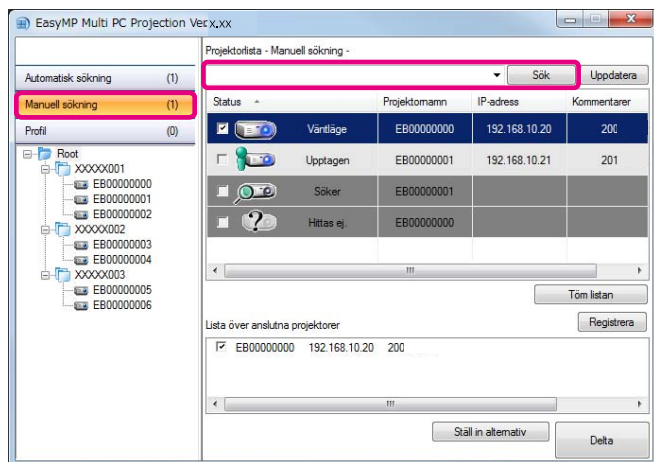 EasyMP Multi PC Projection Ver.x.xx
Projektorlista - Manuell sökning -
Sök
Uppdatera
Automatisk sökning (1)
Manuell sökning (1)
Profil (0)
Status Projektornamn IP-adress Kommentarer
Vänläge EB00000000 192.168.10.20 200
Upptagen EB00000001 192.168.10.21 201
Söker EB00000001
Hittas ej. EB00000000
Root
XXXXX001
EB00000000
EB00000001
EB00000002
XXXXX002
EB00000003
EB00000004
XXXXX003
EB00000005
EB00000006
Töm listan
Lista över anslutna projektorer
Registrera
EB00000000 192.168.10.20 200
Ställ in alternativ
Delta